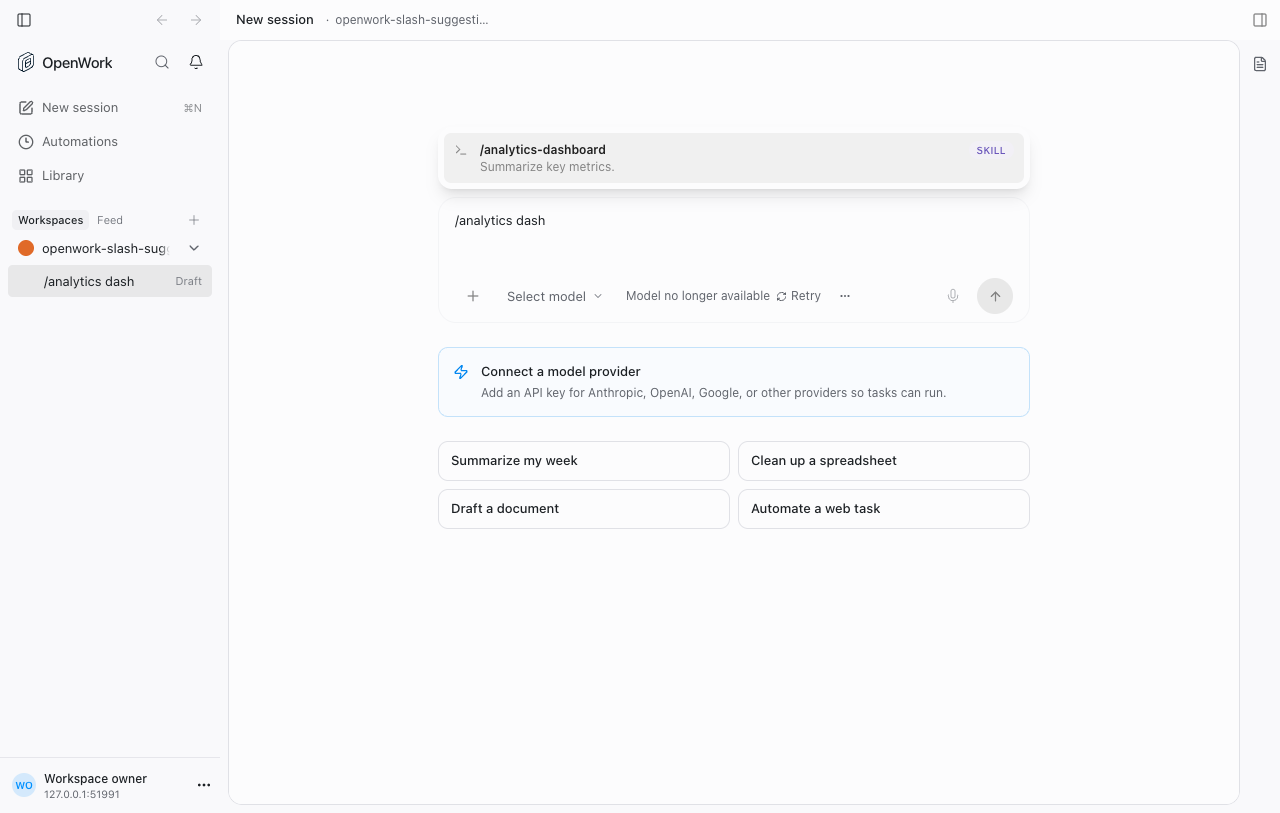 New session · openwork-slash-suggesti...
OpenWork
New session ⌘N
Automations
Library
Workspaces Feed
openwork-slash-sug
/analytics dash Draft
/analytics-dashboard SKILL
Summarize key metrics.
/analytics dash
Select model Model no longer available Retry
Connect a model provider
Add an API key for Anthropic, OpenAI, Google, or other providers so tasks can run.
Summarize my week Clean up a spreadsheet
Draft a document Automate a web task
WO Workspace owner
127.0.0.1:51991